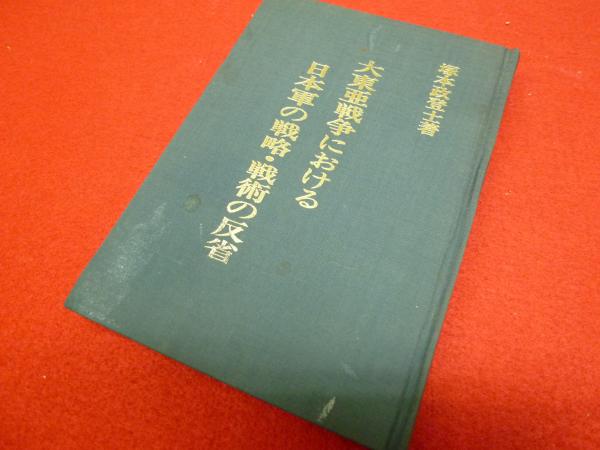 塚本政登士著
大東亜戦争における
日本軍の戦略・戦術の反省